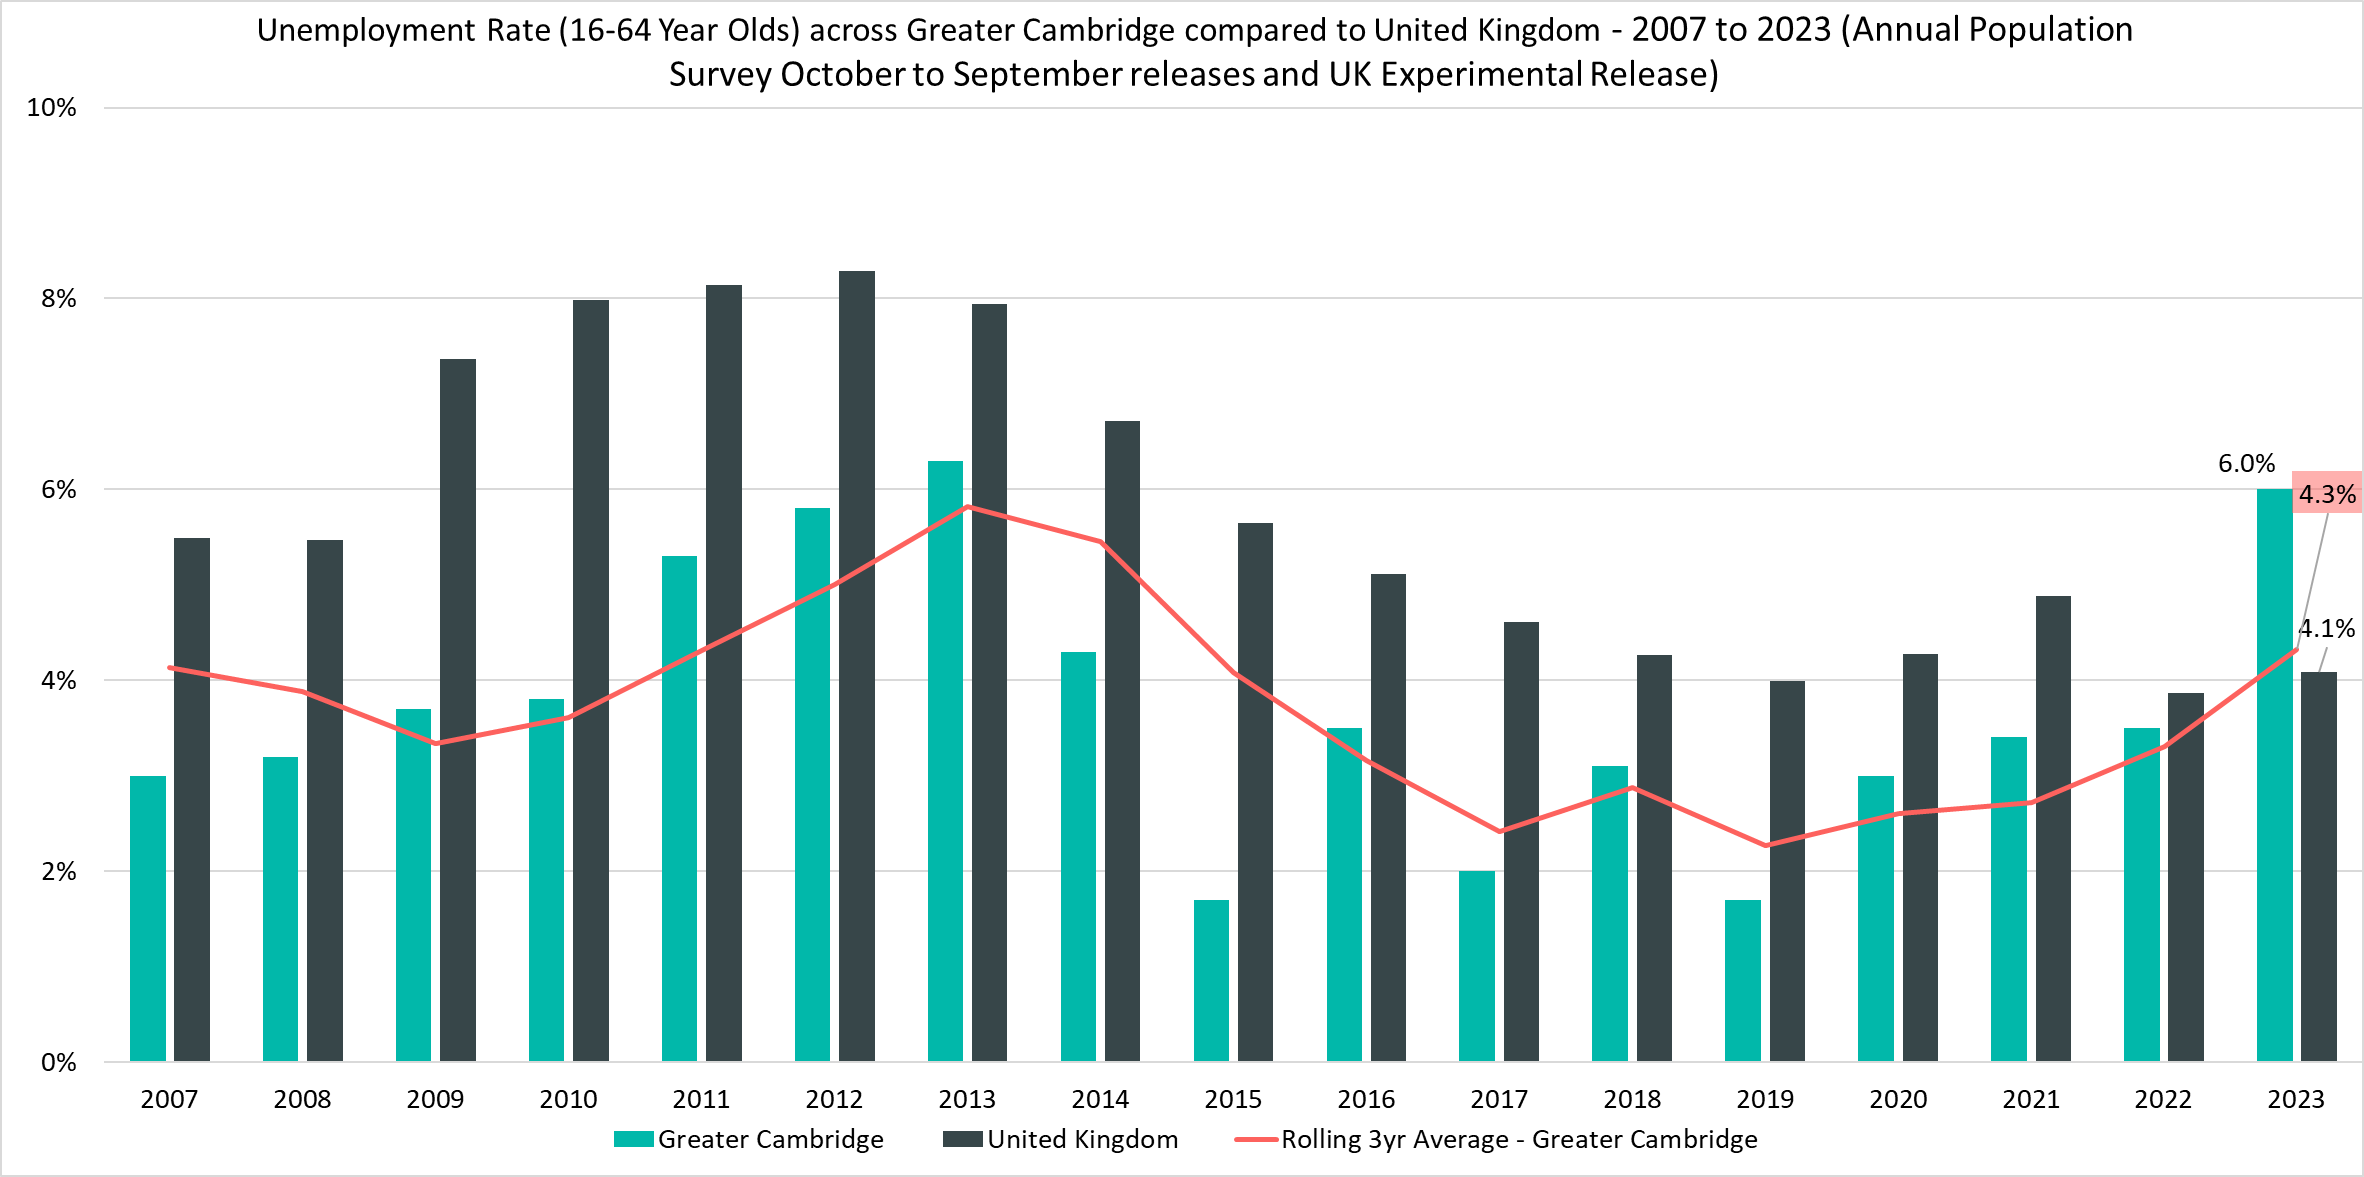 Unemployment Rate (16-64 Year Olds) across Greater Cambridge compared to United Kingdom - 2007 to 2023 (Annual Population
Survey October to September releases and UK Experimental Release)
10%
8%
6%
4%
2%
0%
6.0%
4.3%
4.1%
2007 2008 2009 2010 2011 2012 2013 2014 2015 2016 2017 2018 2019 2020 2021 2022 2023
Greater Cambridge United Kingdom Rolling 3yr Average - Greater Cambridge